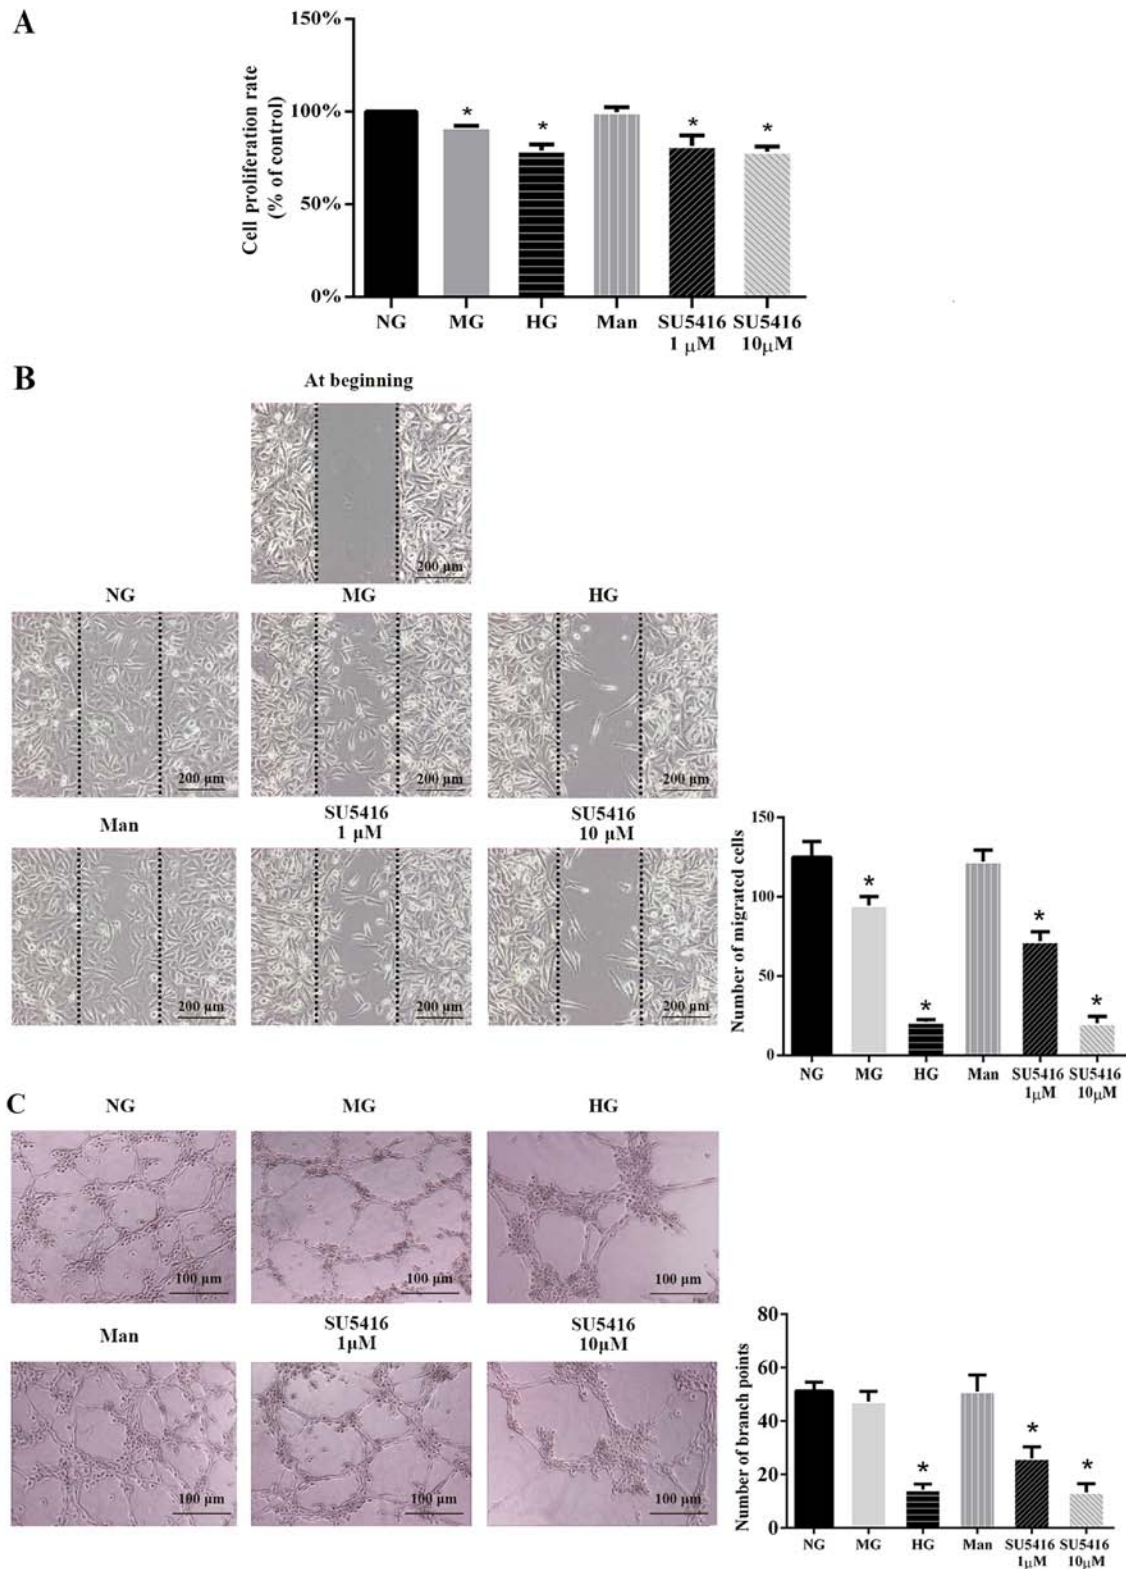 A
150%
100%
50%
0%
Cell proliferation rate
(% of control)
*
*
*
*
NG
MG
HG
Man
SU5416
1 μM
SU5416
10μM
B
At beginning
200 μm
NG
MG
HG
200 μm
200 μm
200 μm
Man
SU5416
1 μM
SU5416
10 μM
200 μm
200 μm
200 μm
150
100
50
0
Number of migrated cells
*
*
*
*
NG
MG
HG
Man
SU5416
1μM
SU5416
10μM
C
NG
MG
HG
100 μm
100 μm
100 μm
Man
SU5416
1μM
SU5416
10μM
100 μm
100 μm
100 μm
80
60
40
20
0
Number of branch points
*
*
*
NG
MG
HG
Man
SU5416
1μM
SU5416
10μM